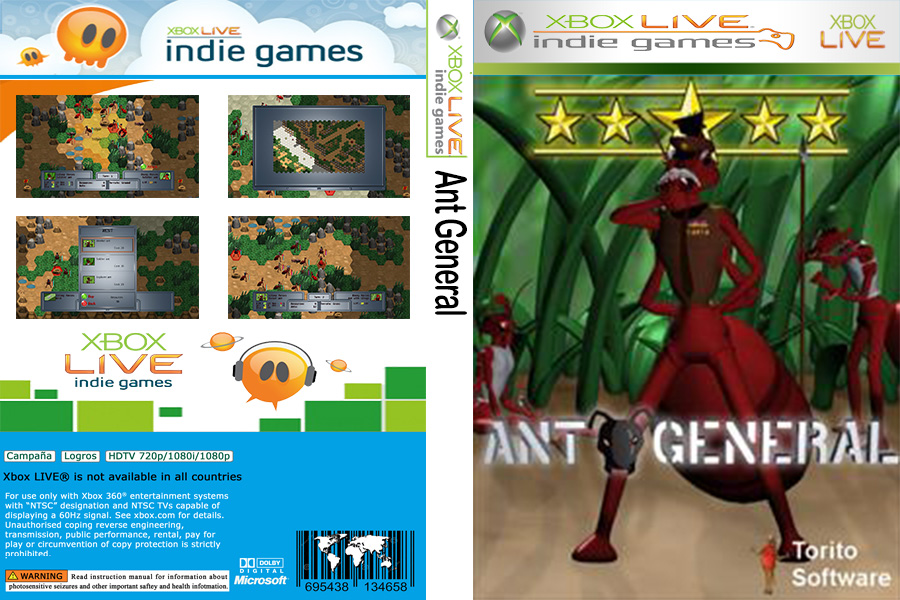 XBOX LIVE
indie games
XBOX LIVE
indie games
Campaña Logros HDTV 720p/1080i/1080p
Xbox LIVE® is not available in all countries
For use only with Xbox 360® entertainment systems
with “NTSC” designation and NTSC TVs capable of
displaying a 60Hz signal. See xbox.com for details.
Unauthorised coping reverse engineering,
transmission, public performance, rental, pay for
play or circumvention of copy protection is strictly
prohibited.
WARNING Read instruction manual for information about
photosensitive seizures and other important saftey and health infotmation.
DOLBY
DIGITAL
Microsoft
695438 134658
XBOX LIVE
indie games
Ant General
XBOX LIVE
indie games
XBOX
LIVE
ANT GENERAL
Torito
Software